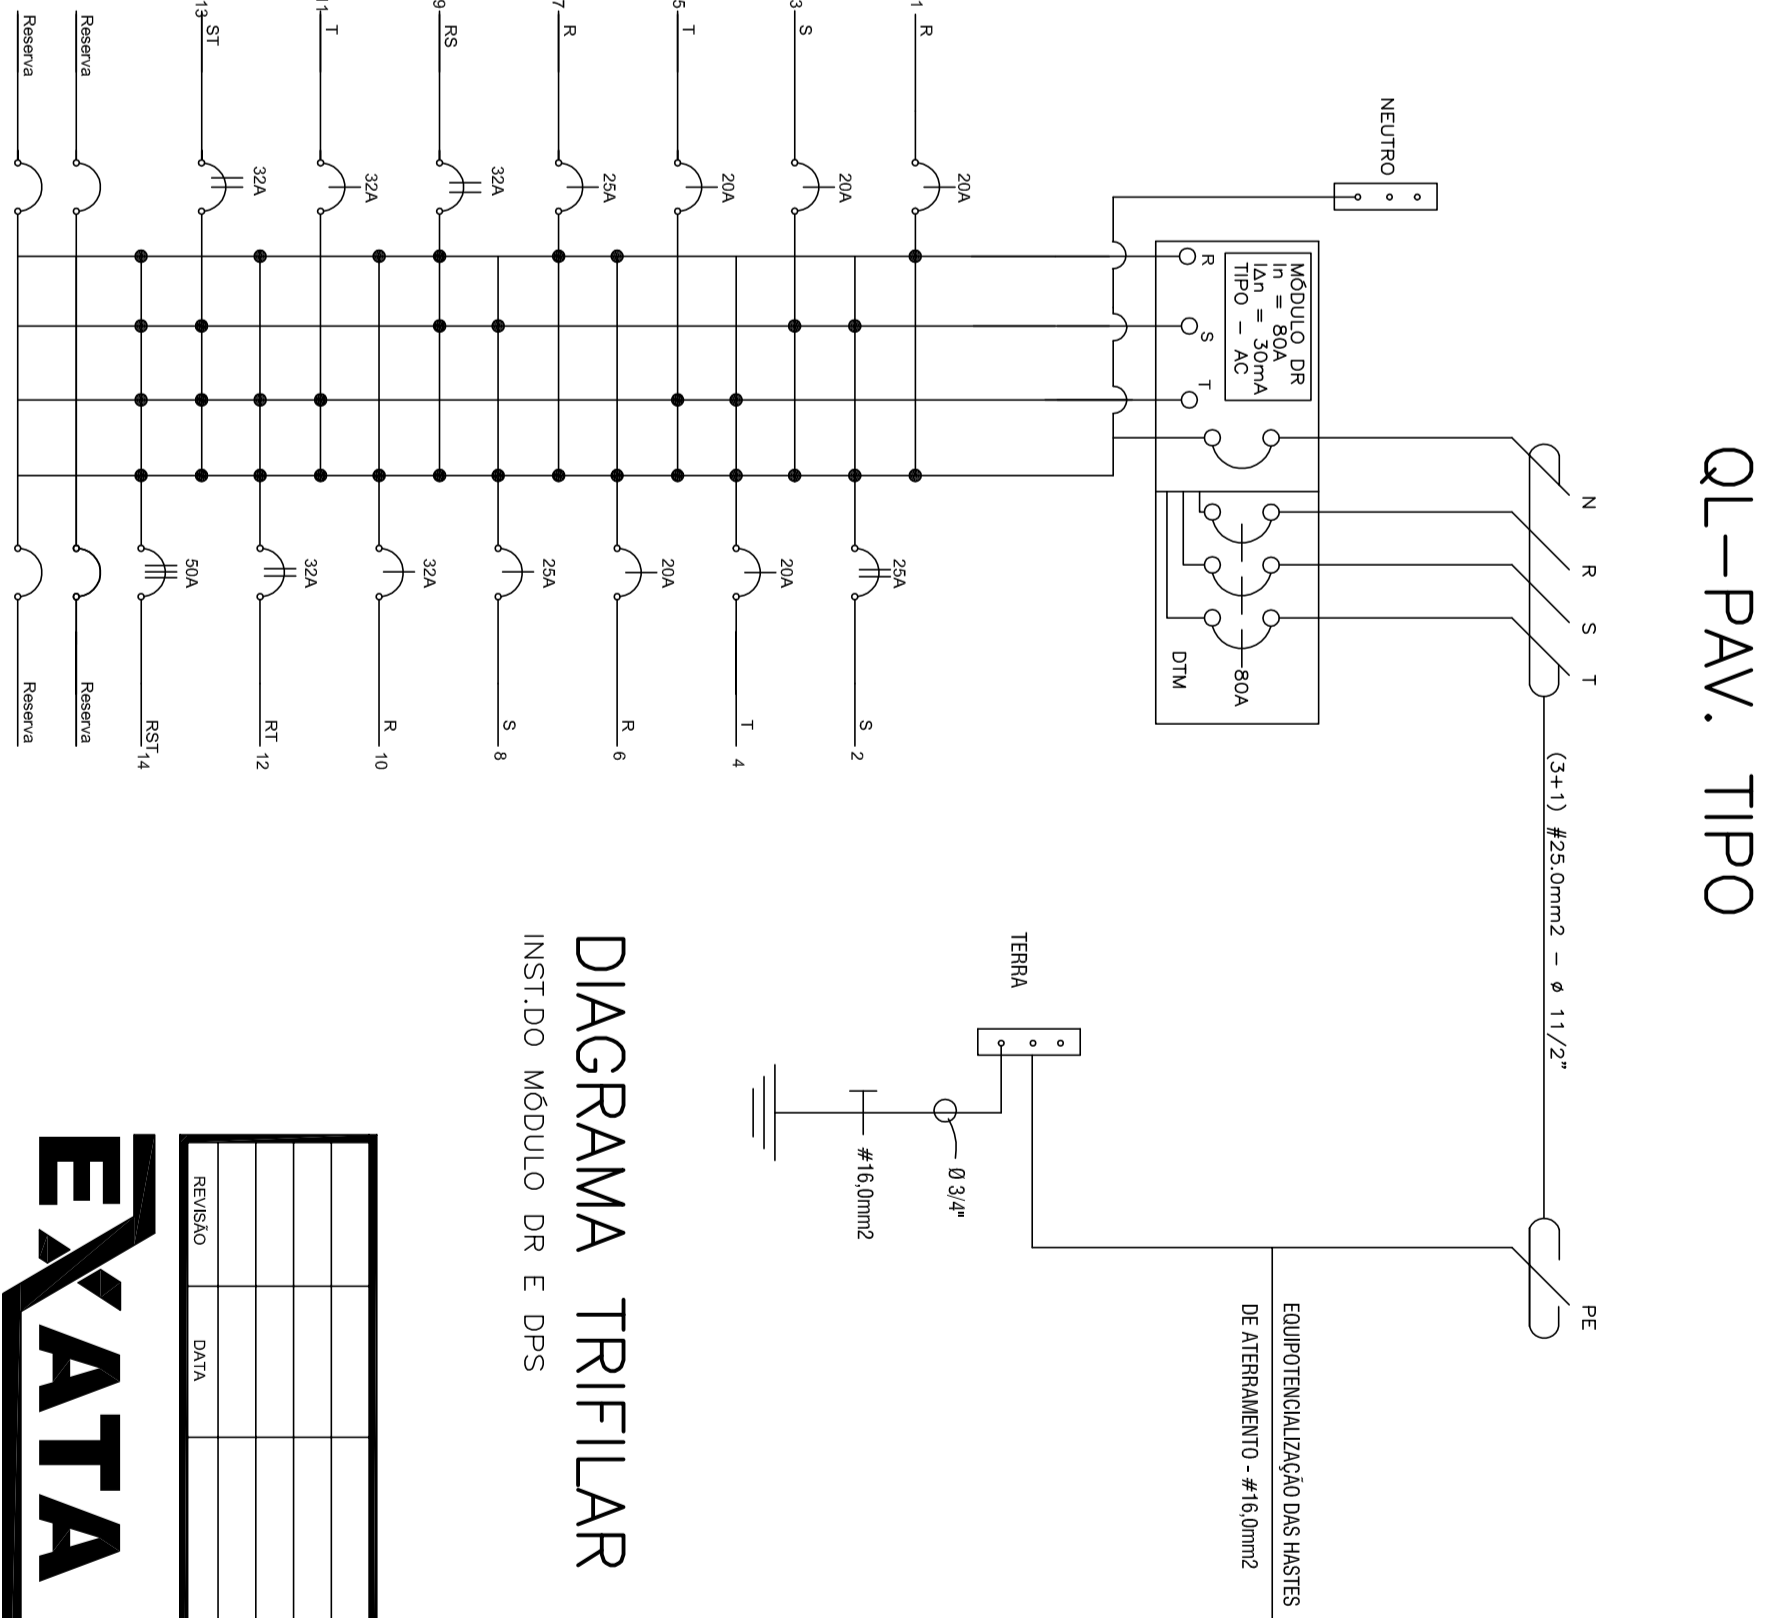 QL-PAV. TIPO
N
R
S
T
(3+1) #25.0mm2 - ø 11/2"
PE
NEUTRO
MÓDULO DR
In = 80A
IΔn = 30mA
TIPO - AC
R
S
T
80A
DTM
EQUIPOTENCIALIZAÇÃO DAS HASTES
DE ATERRAMENTO - #16,0mm2
TERRA
Ø 3/4"
#16,0mm2
1 R
20A
25A
S 2
3 S
20A
20A
T 4
5 T
20A
20A
R 6
7 R
25A
25A
S 8
9 RS
32A
32A
R 10
11 T
32A
32A
RT 12
13 ST
32A
50A
RST 14
Reserva
Reserva
Reserva
Reserva
DIAGRAMA TRIFILAR
INST.DO MÓDULO DR E DPS
REVISÃO
DATA
EXATA